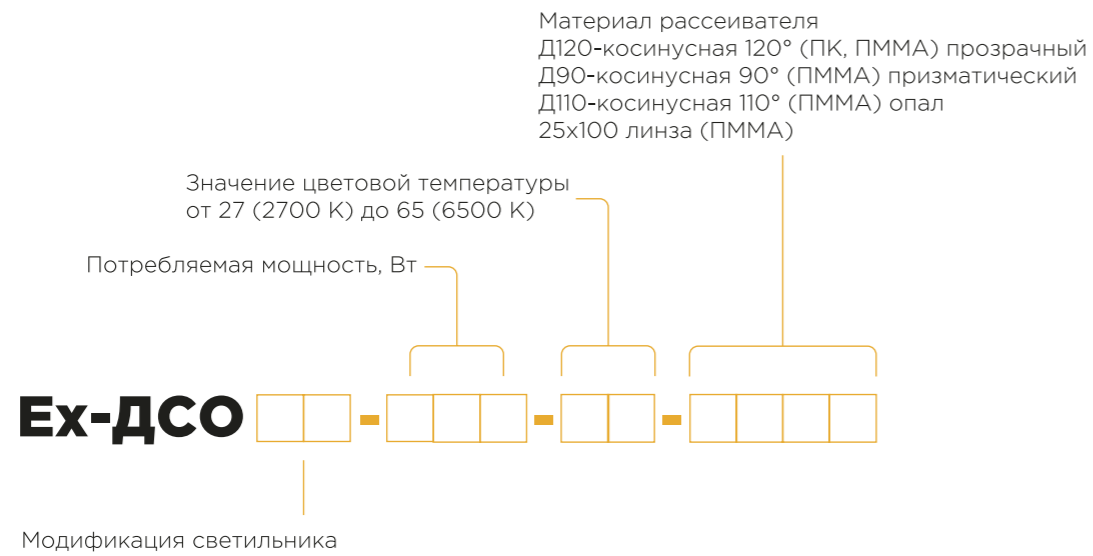 Материал рассеивателя
Д120-косинусная 120° (ПК, ПММА) прозрачный
Д90-косинусная 90° (ПММА) призматический
Д110-косинусная 110° (ПММА) опал
25х100 линза (ПММА)
Значение цветовой температуры
от 27 (2700 К) до 65 (6500 К)
Потребляемая мощность, Вт
Ех-ДСО - - -
Модификация светильника